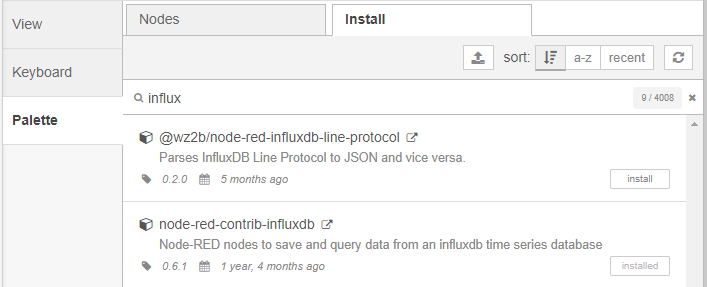 View
Keyboard
Palette
Nodes
Install
sort: a-z recent
influx
9 / 4008
@wz2b/node-red-influxdb-line-protocol
Parses InfluxDB Line Protocol to JSON and vice versa.
0.2.0 5 months ago
install
node-red-contrib-influxdb
Node-RED nodes to save and query data from an influxdb time series database
0.6.1 1 year, 4 months ago
installed